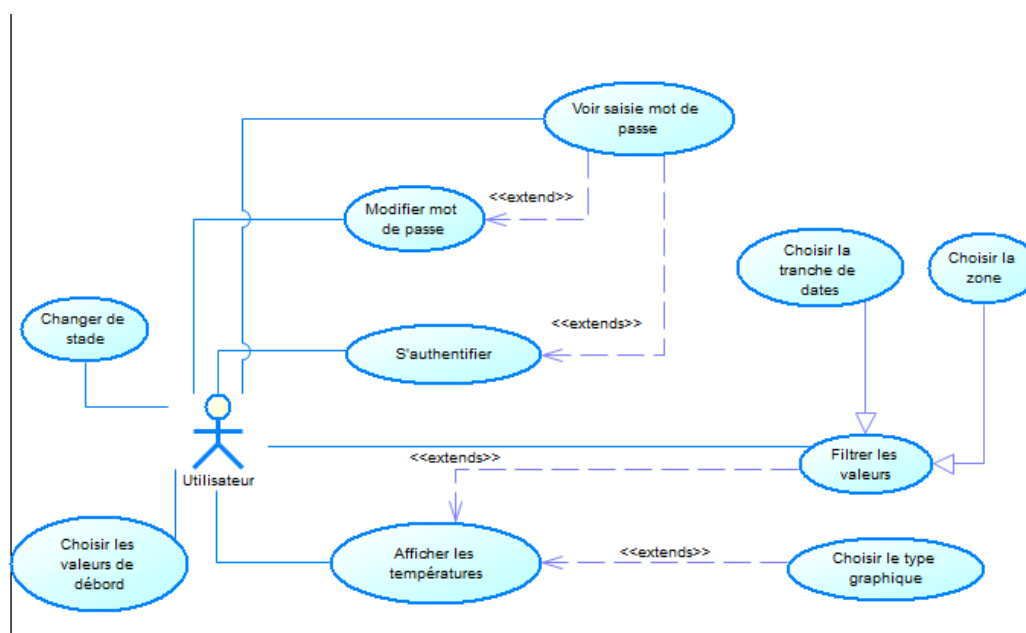 Voir saisie mot de
passe
<<extend>>
Modifier mot
de passe
Choisir la
tranche de
dates
Choisir la
zone
Changer de
stade
<<extends>>
S'authentifier
Filtrer les
valeurs
<<extends>>
Utilisateur
Choisir les
valeurs de
débord
Afficher les
températures
<<extends>>
Choisir le type
graphique